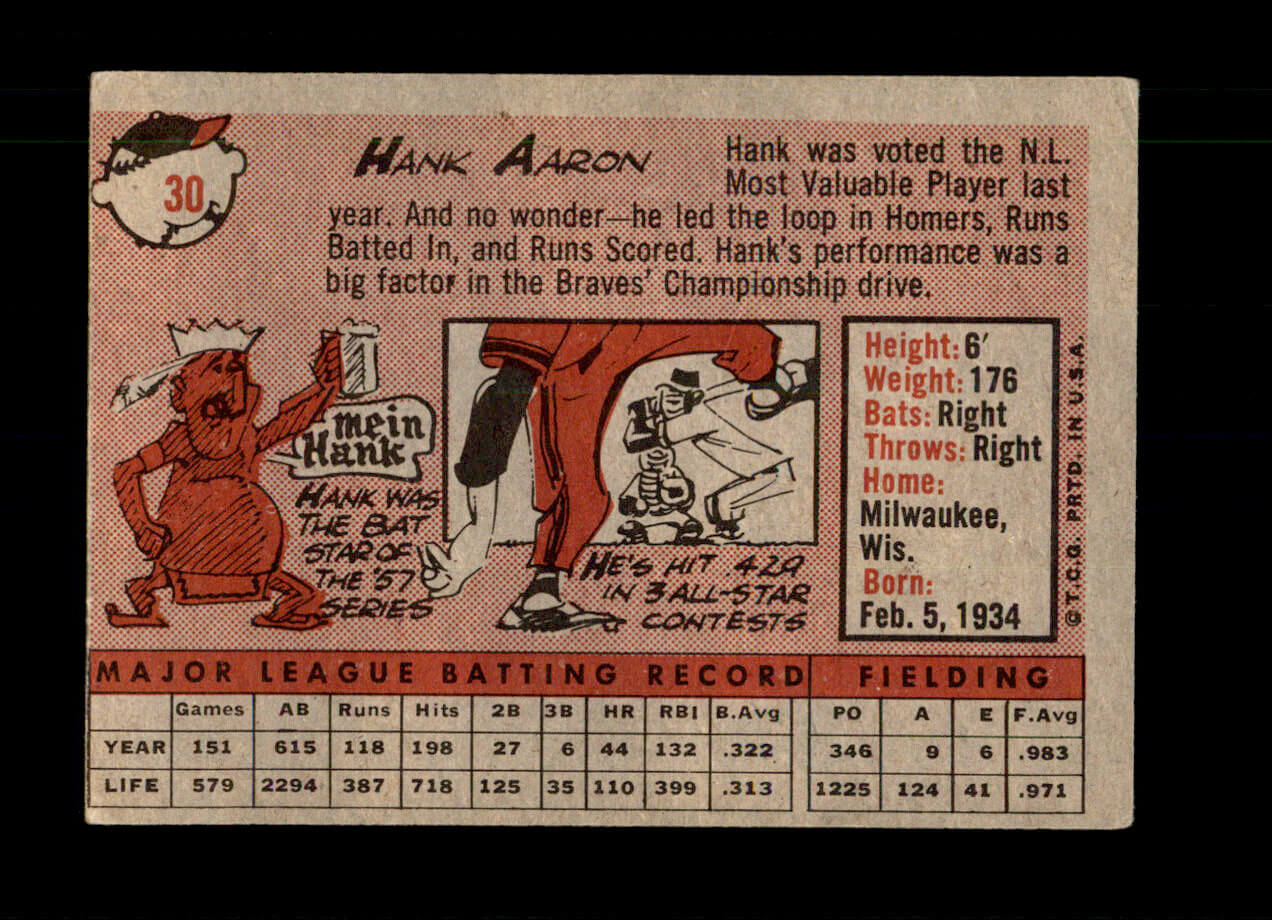 30
HANK AARON
Hank was voted the N.L.
Most Valuable Player last
year. And no wonder—he led the loop in Homers, Runs
Batted In, and Runs Scored. Hank's performance was a
big factor in the Braves' Championship drive.
mein
Hank
HANK WAS
THE BAT
STAR OF
THE '57
SERIES
HE'S HIT .429
IN 3 ALL-STAR
CONTESTS
Height: 6'
Weight: 176
Bats: Right
Throws: Right
Home:
Milwaukee,
Wis.
Born:
Feb. 5, 1934
© T.C.G. PRTD. IN U.S.A.
MAJOR LEAGUE BATTING RECORD FIELDING
Games AB Runs Hits 2B 3B HR RBI B.Avg PO A E F.Avg
YEAR 151 615 118 198 27 6 44 132 .322 346 9 6 .983
LIFE 579 2294 387 718 125 35 110 399 .313 1225 124 41 .971